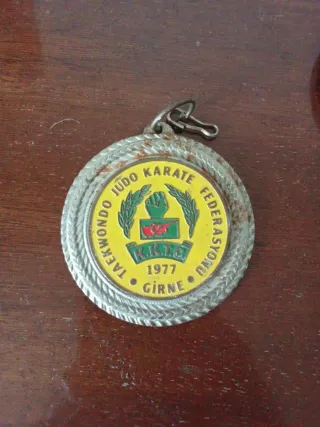 TAEKWONDO JUDO KARATE FEDERASYONU
K.K.T.C.
1977
• GİRNE •